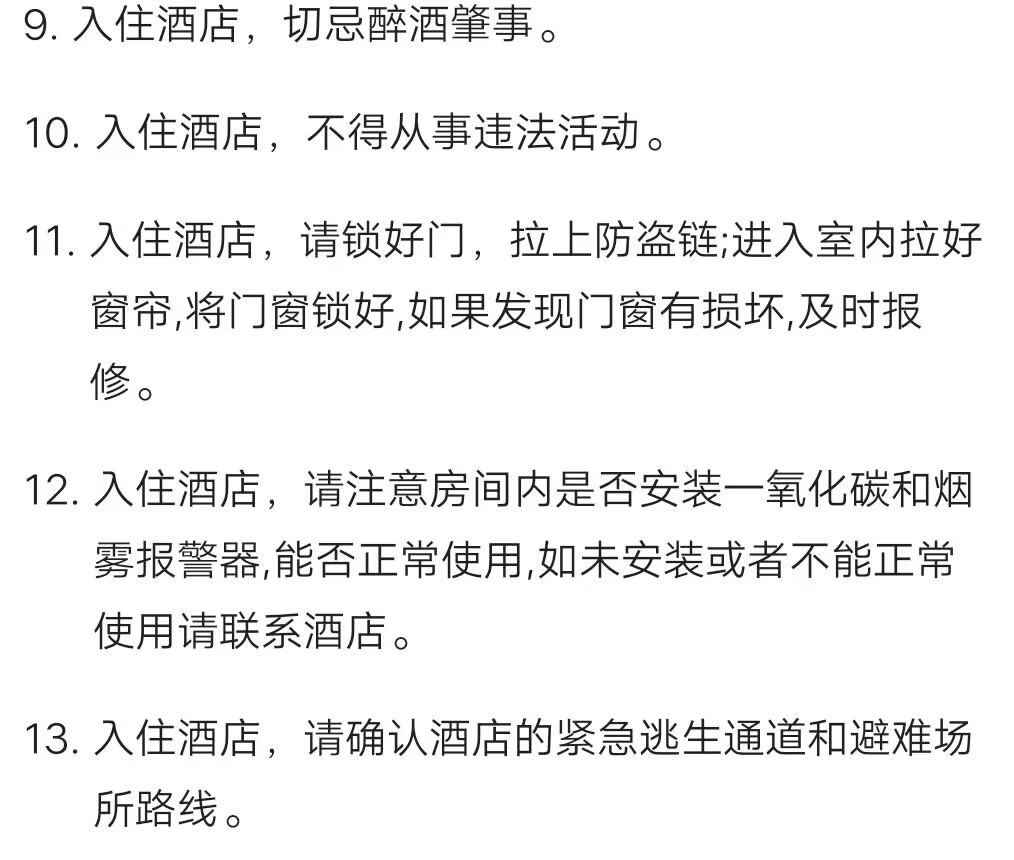 9. 入住酒店，切忌醉酒肇事。
10. 入住酒店，不得从事违法活动。
11. 入住酒店，请锁好门，拉上防盗链;进入室内拉好
窗帘,将门窗锁好,如果发现门窗有损坏,及时报
修。
12. 入住酒店，请注意房间内是否安装一氧化碳和烟
雾报警器,能否正常使用,如未安装或者不能正常
使用请联系酒店。
13. 入住酒店，请确认酒店的紧急逃生通道和避难场
所路线。